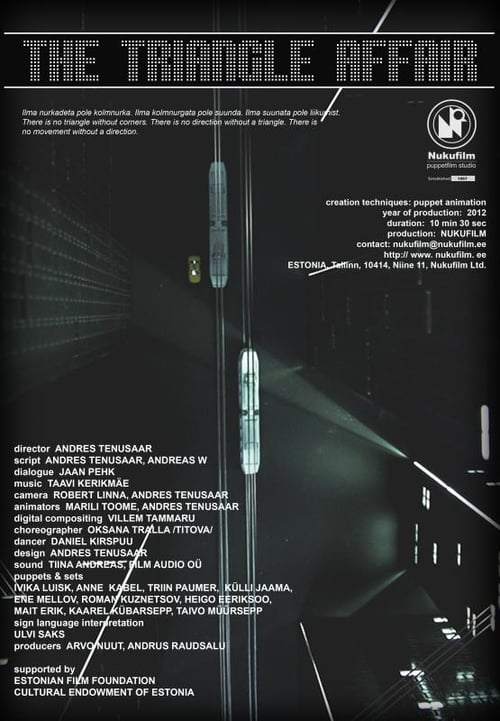 THE TRIANGLE AFFAIR
Ilma nurkadeta pole kolmnurka. Ilma kolmnurgata pole suunda. Ilma suunata pole liikumist.
There is no triangle without corners. There is no direction without a triangle. There is
no movement without a direction.
Nukufilm
puppetfilm studio
Established 1957
creation techniques: puppet animation
year of production: 2012
duration: 10 min 30 sec
production: NUKUFILM
contact: nukufilm@nukufilm.ee
http:// www. nukufilm. ee
ESTONIA, Tallinn, 10414, Niine 11, Nukufilm Ltd.
director ANDRES TENUSAAR
script ANDRES TENUSAAR, ANDREAS W
dialogue JAAN PEHK
music TAAVI KERIKMÄE
camera ROBERT LINNA, ANDRES TENUSAAR
animators MARILI TOOME, ANDRES TENUSAAR
digital compositing VILLEM TAMMARU
choreographer OKSANA TRALLA /TITOVA/
dancer DANIEL KIRSPUU
design ANDRES TENUSAAR
sound TIINA ANDREAS, FILM AUDIO OÜ
puppets & sets
IVIKA LUISK, ANNE KABEL, TRIIN PAUMER, KÜLLI JAAMA,
ENE MELLOV, ROMAN KUZNETSOV, HEIGO EERIKSOO,
MAIT ERIK, KAAREL KÜBARSEPP, TAIVO MÜÜRSEPP
sign language interpretation
ULVI SAKS
producers ARVO NUUT, ANDRUS RAUDSALU
supported by
ESTONIAN FILM FOUNDATION
CULTURAL ENDOWMENT OF ESTONIA